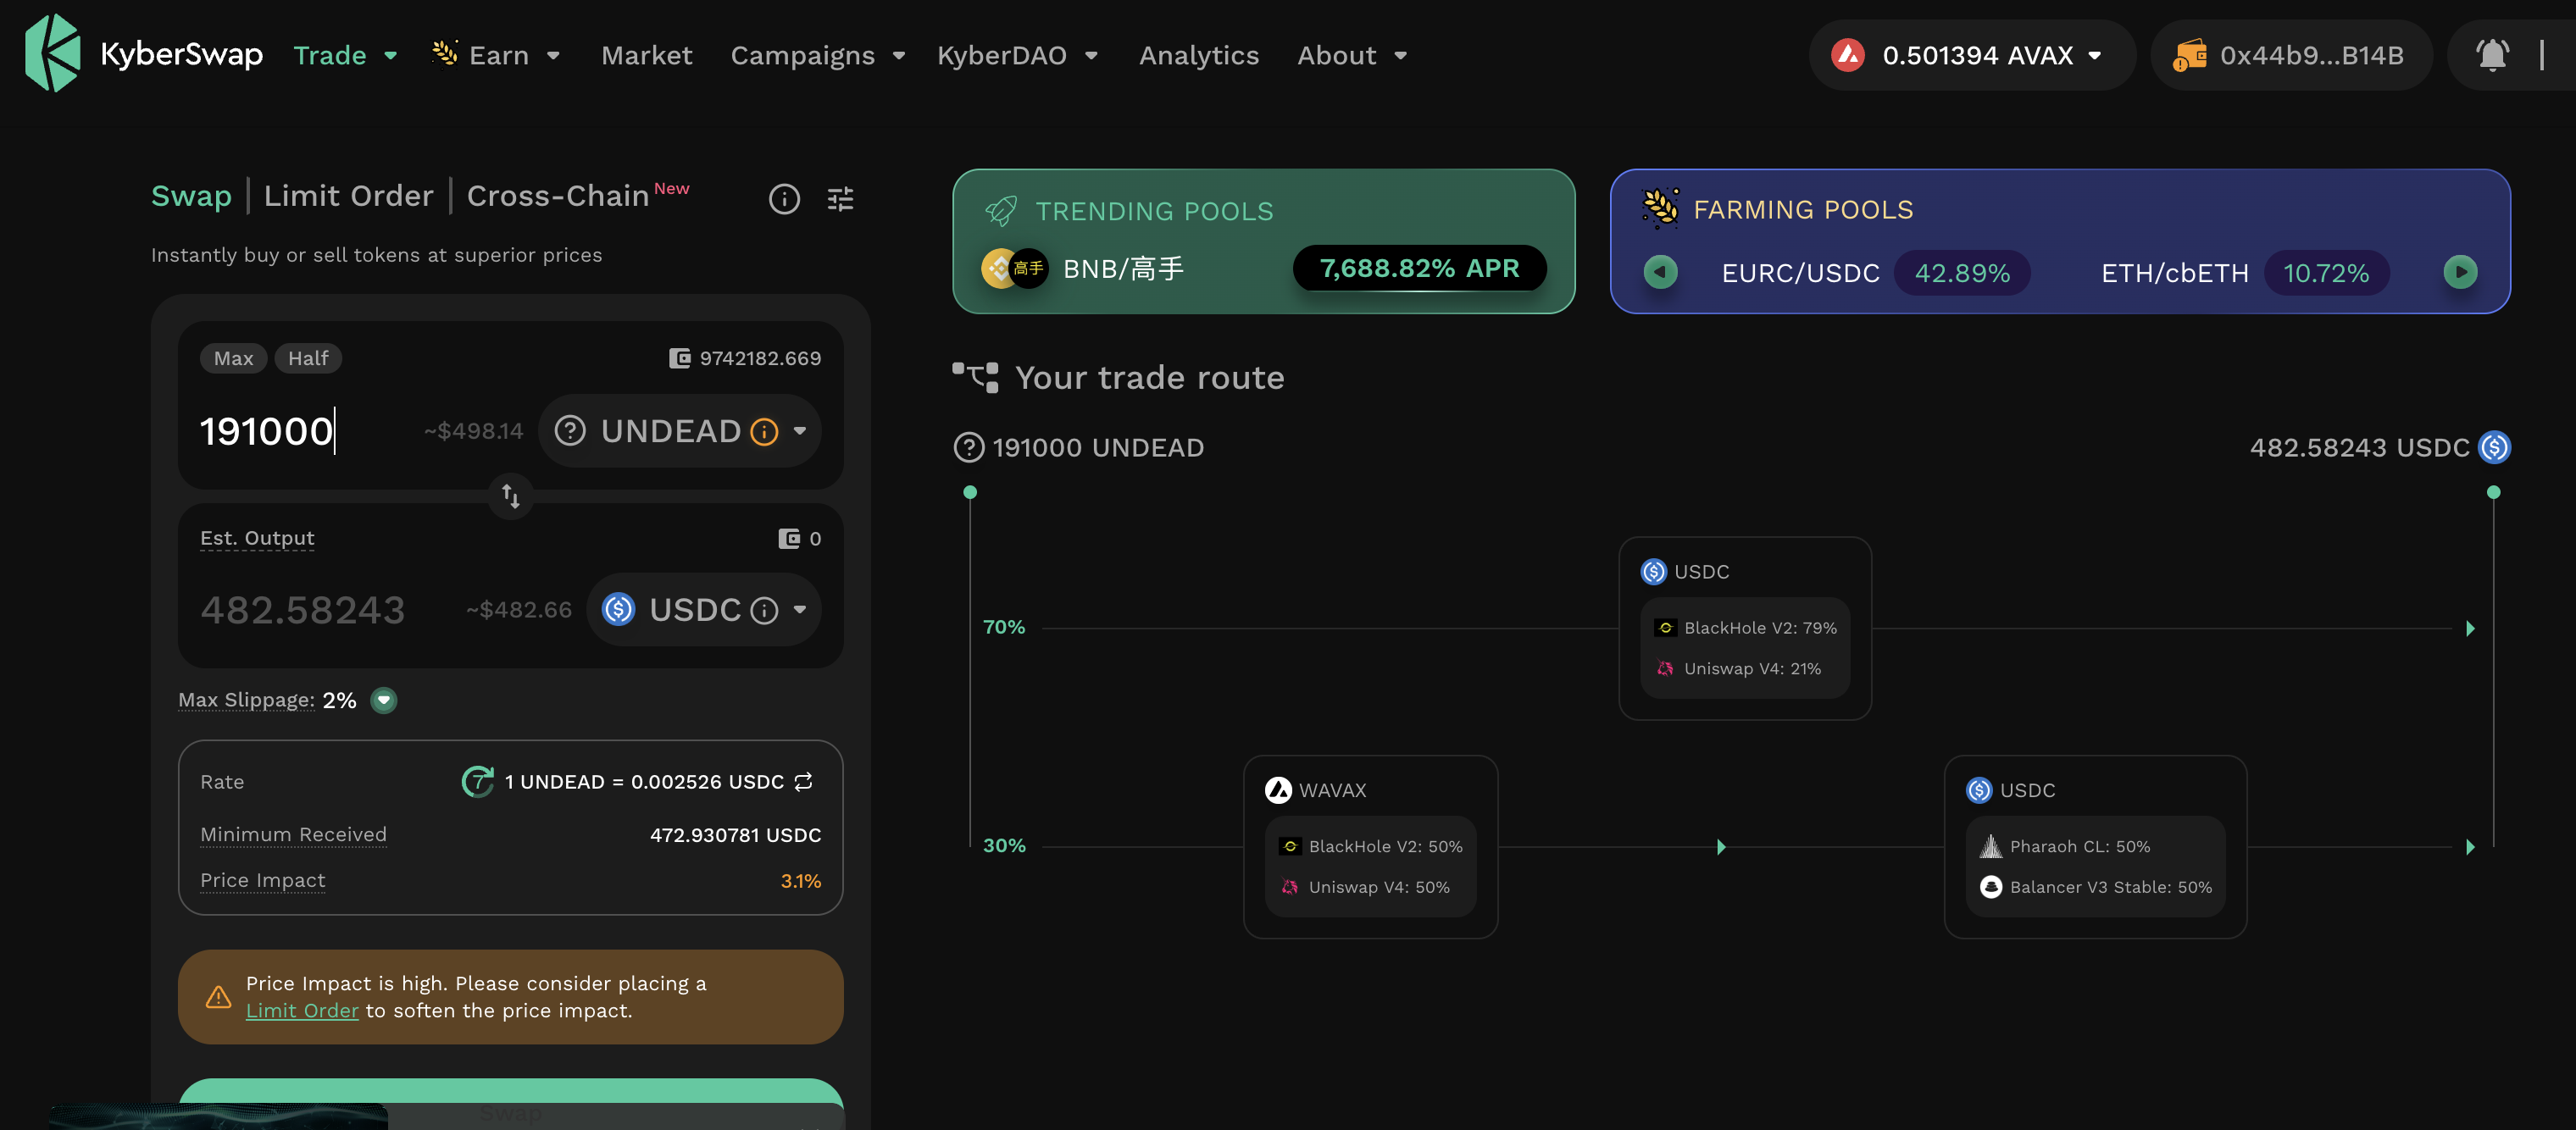 KyberSwap Trade Earn Market Campaigns KyberDAO Analytics About 0.501394 AVAX 0x44b9...B14B
Swap | Limit Order | Cross-Chain New
Instantly buy or sell tokens at superior prices
Max Half 9742182.669
191000 ~$498.14 UNDEAD
Est. Output 0
482.58243 ~$482.66 USDC
Max Slippage: 2%
Rate 7 1 UNDEAD = 0.002526 USDC
Minimum Received 472.930781 USDC
Price Impact 3.1%
Price Impact is high. Please consider placing a
Limit Order to soften the price impact.
Swap
TRENDING POOLS
高手 BNB/高手 7,688.82% APR
FARMING POOLS
EURC/USDC 42.89% ETH/cbETH 10.72%
Your trade route
191000 UNDEAD 482.58243 USDC
70%
USDC
BlackHole V2: 79%
Uniswap V4: 21%
30%
WAVAX
BlackHole V2: 50%
Uniswap V4: 50%
USDC
Pharaoh CL: 50%
Balancer V3 Stable: 50%